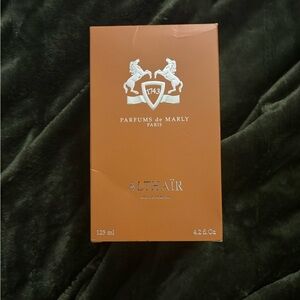 1743
PARFUMS de MARLY
PARIS
ALTHAÏR
125 ml 4.2 fl. Oz